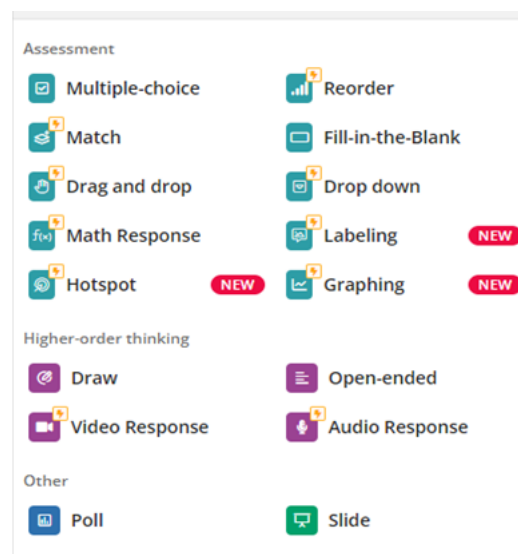 Assessment
Multiple-choice
Reorder
Match
Fill-in-the-Blank
Drag and drop
Drop down
f(x) Math Response
Labeling NEW
Hotspot NEW
Graphing NEW
Higher-order thinking
Draw
Open-ended
Video Response
Audio Response
Other
Poll
Slide